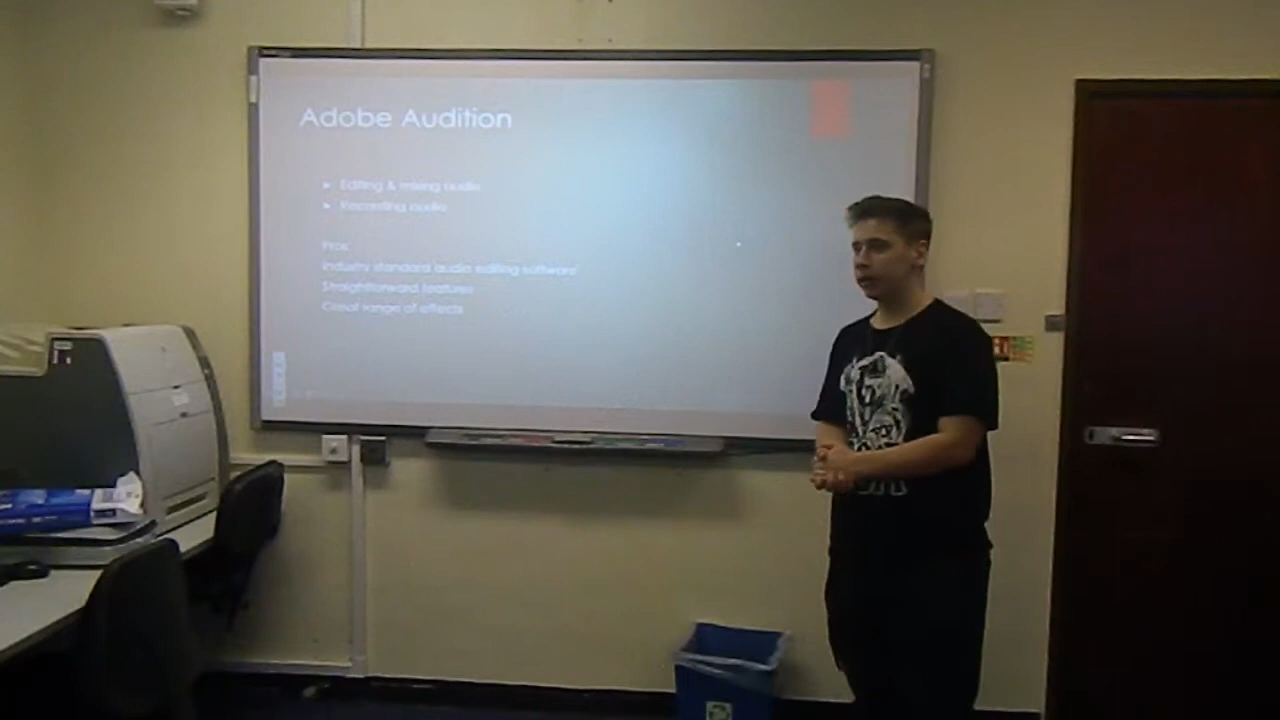 Adobe Audition
Editing & mixing audio
Recording audio
Pros
Industry standard audio editing software
Straightforward features
Great range of effects